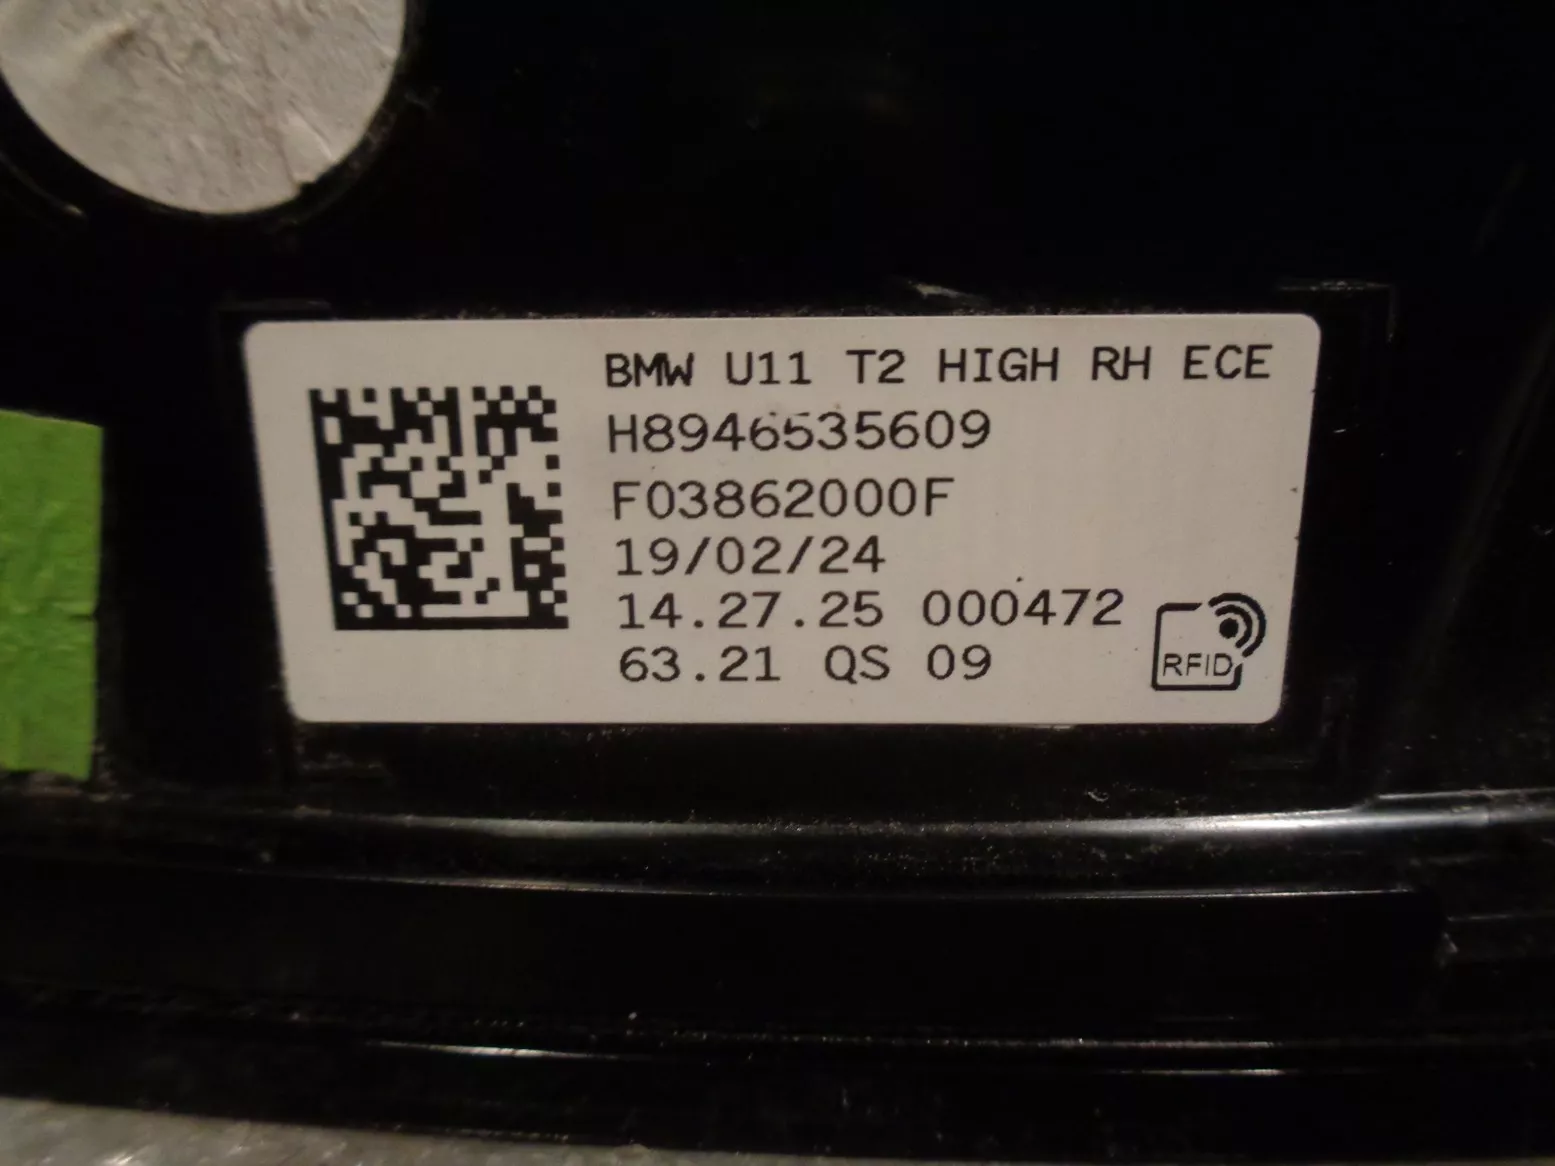 BMW U11 T2 HIGH RH ECE
H8946535609
F03862000F
19/02/24
14.27.25 000472
63.21 QS 09
RFID